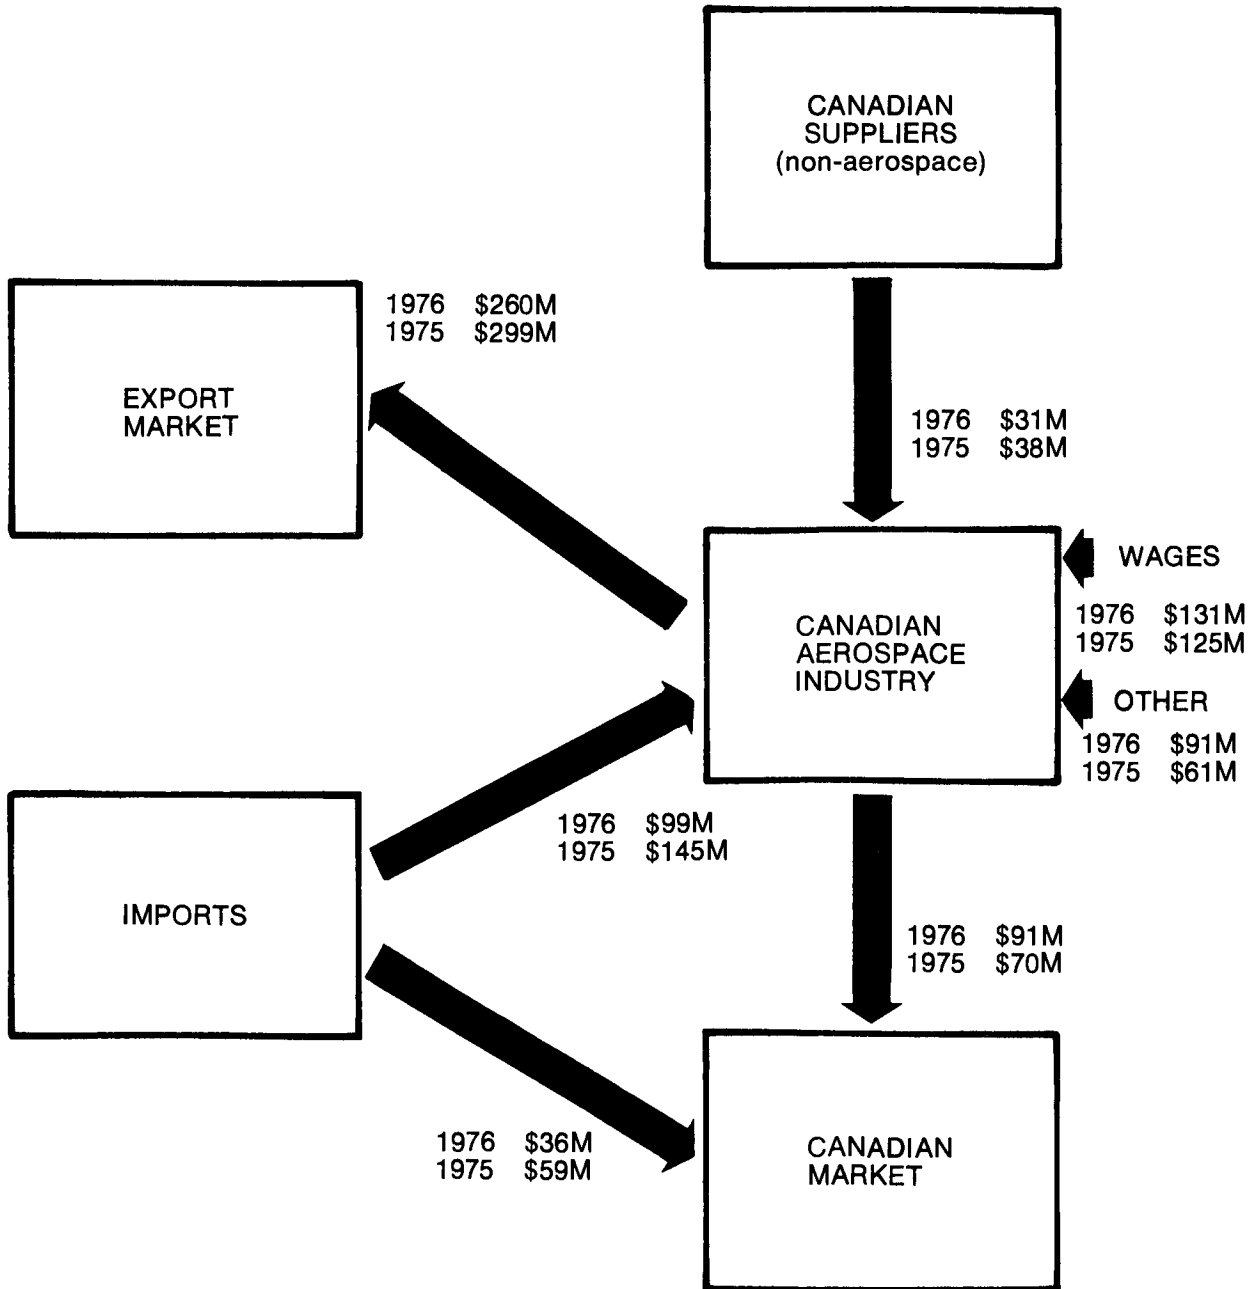 CANADIAN
SUPPLIERS
(non-aerospace)
1976 $260M
1975 $299M
EXPORT
MARKET
1976 $31M
1975 $38M
WAGES
1976 $131M
1975 $125M
CANADIAN
AEROSPACE
INDUSTRY
OTHER
1976 $91M
1975 $61M
1976 $99M
1975 $145M
IMPORTS
1976 $91M
1975 $70M
1976 $36M
1975 $59M
CANADIAN
MARKET